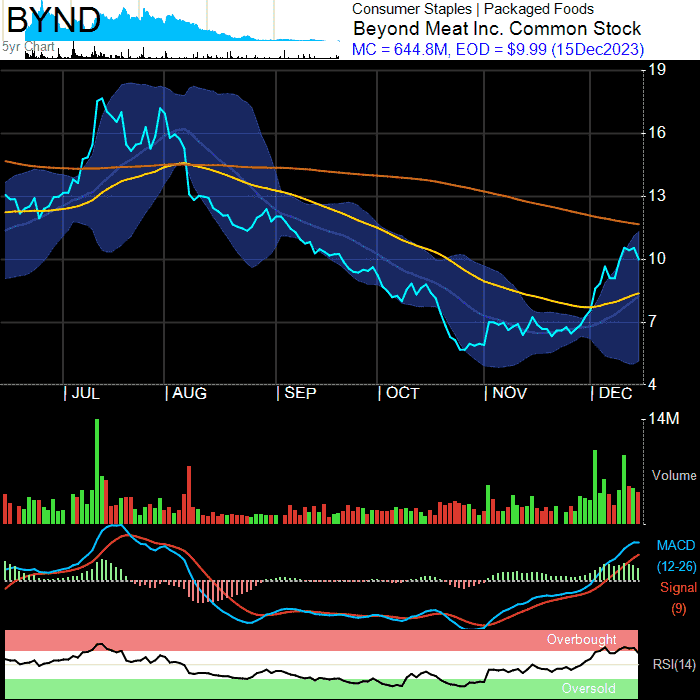 BYND
5yr Chart
Consumer Staples | Packaged Foods
Beyond Meat Inc. Common Stock
MC = 644.8M, EOD = $9.99 (15Dec2023)
19
16
13
10
7
4
| JUL | AUG | SEP | OCT | NOV | DEC
14M
Volume
MACD
(12-26)
Signal
(9)
Overbought
RSI(14)
Oversold